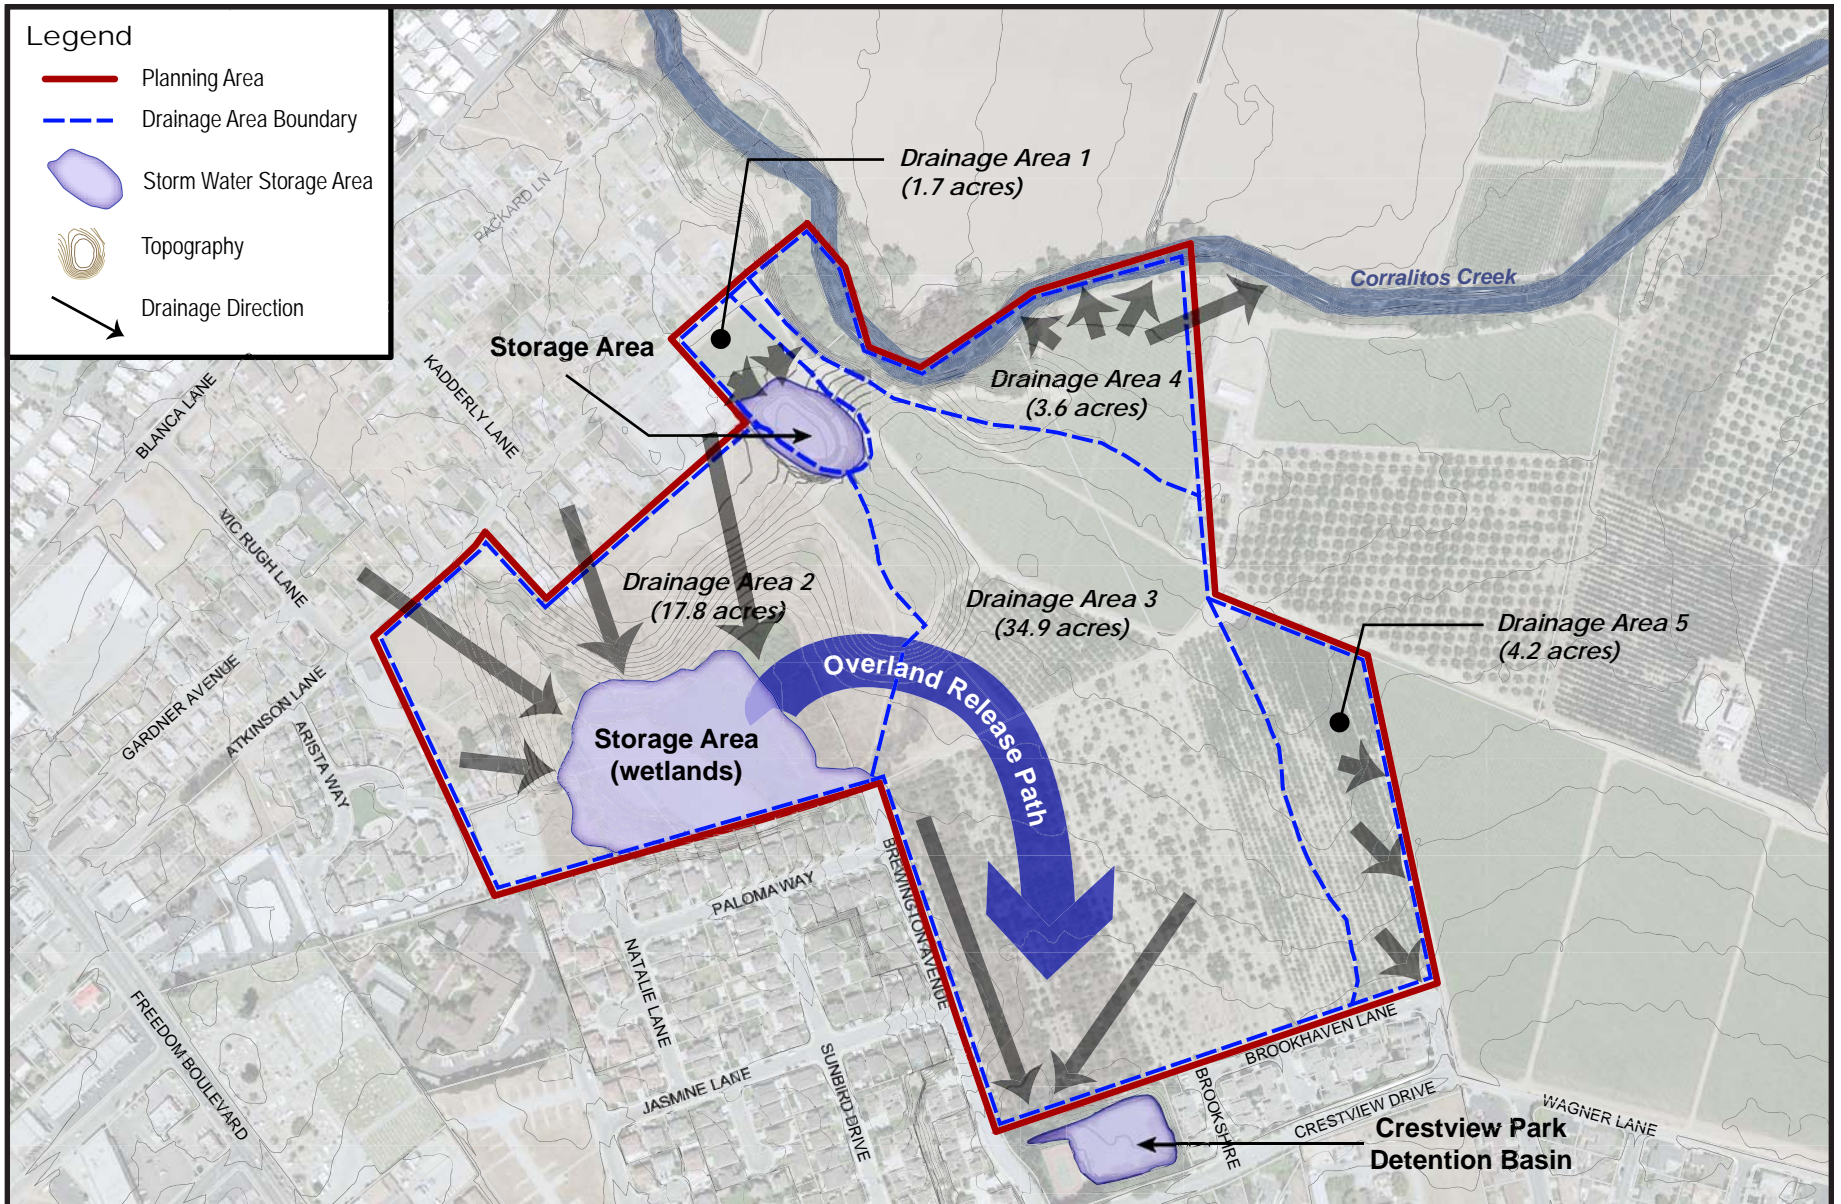 Legend
Planning Area
Drainage Area Boundary
Storm Water Storage Area
Topography
Drainage Direction
Drainage Area 1
(1.7 acres)
PACKARD LN
Corralitos Creek
Storage Area
KADDERLY LANE
BLANCA LANE
Drainage Area 4
(3.6 acres)
VIC RUGH LANE
Drainage Area 2
(17.8 acres)
Drainage Area 3
(34.9 acres)
Drainage Area 5
(4.2 acres)
GARDNER AVENUE
ATKINSON LANE
ARISTA WAY
Overland Release Path
Storage Area
(wetlands)
PALOMA WAY
BREWINGTON AVENUE
NATALIE LANE
FREEDOM BOULEVARD
JASMINE LANE
SUNBIRD DRIVE
BROOKHAVEN LANE
BROOKSHIRE
CRESTVIEW DRIVE
WAGNER LANE
Crestview Park
Detention Basin